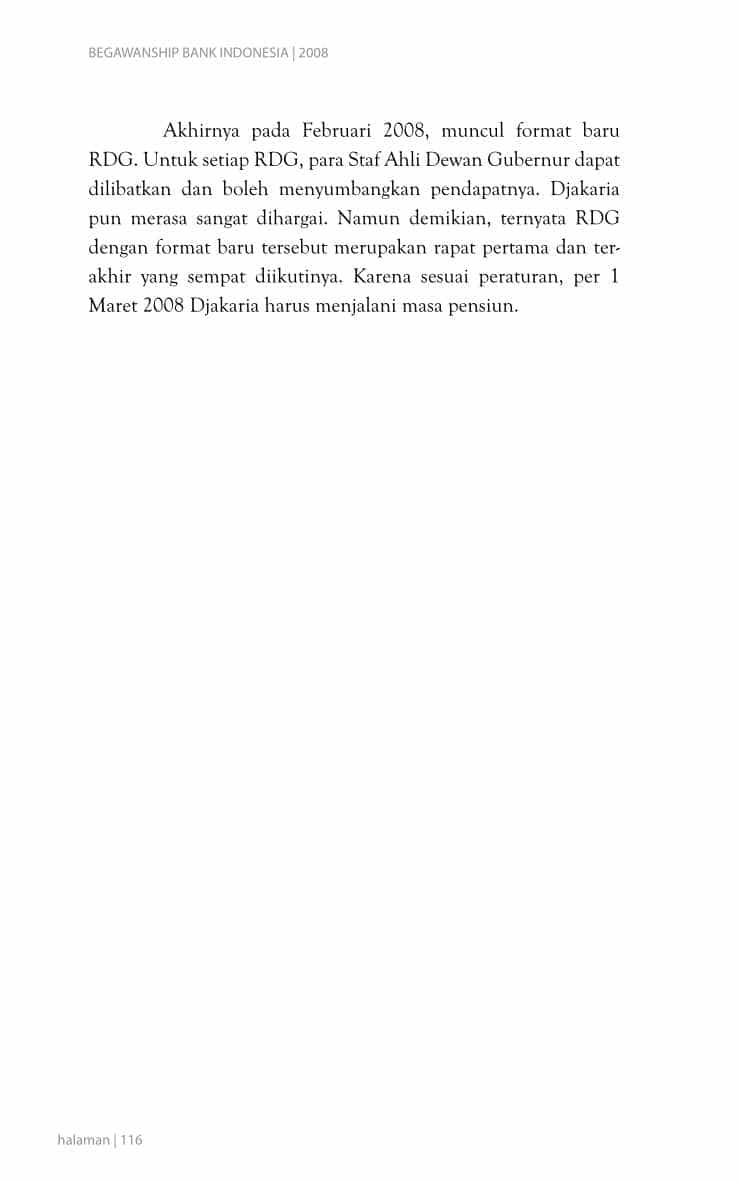 BEGAWANSHIP BANK INDONESIA | 2008
Akhirnya pada Februari 2008, muncul format baru
RDG. Untuk setiap RDG, para Staf Ahli Dewan Gubernur dapat
dilibatkan dan boleh menyumbangkan pendapatnya. Djakaria
pun merasa sangat dihargai. Namun demikian, ternyata RDG
dengan format baru tersebut merupakan rapat pertama dan ter-
akhir yang sempat diikutinya. Karena sesuai peraturan, per 1
Maret 2008 Djakaria harus menjalani masa pensiun.
halaman | 116